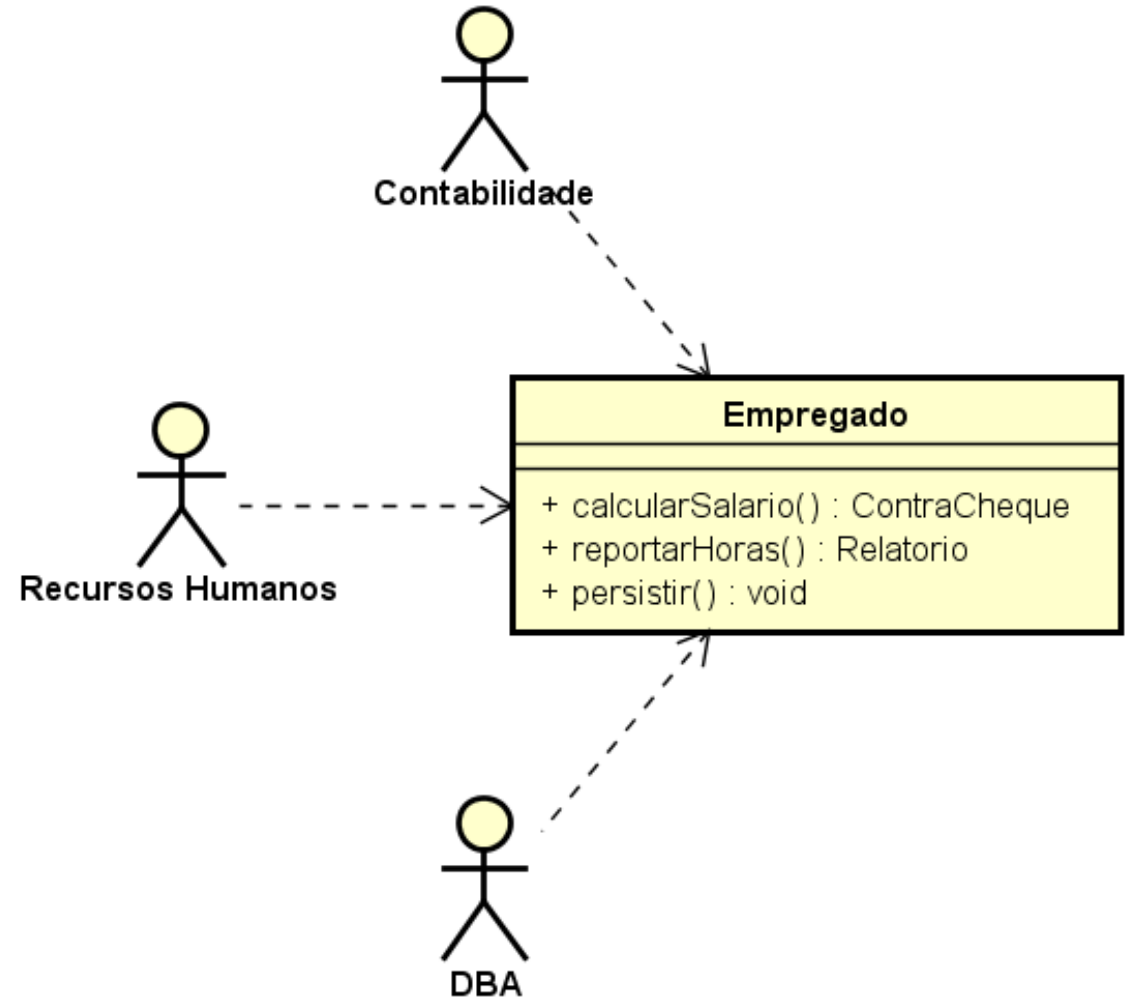 Contabilidade
Empregado
+ calcularSalario() : ContraCheque
+ reportarHoras() : Relatorio
+ persistir() : void
Recursos Humanos
DBA